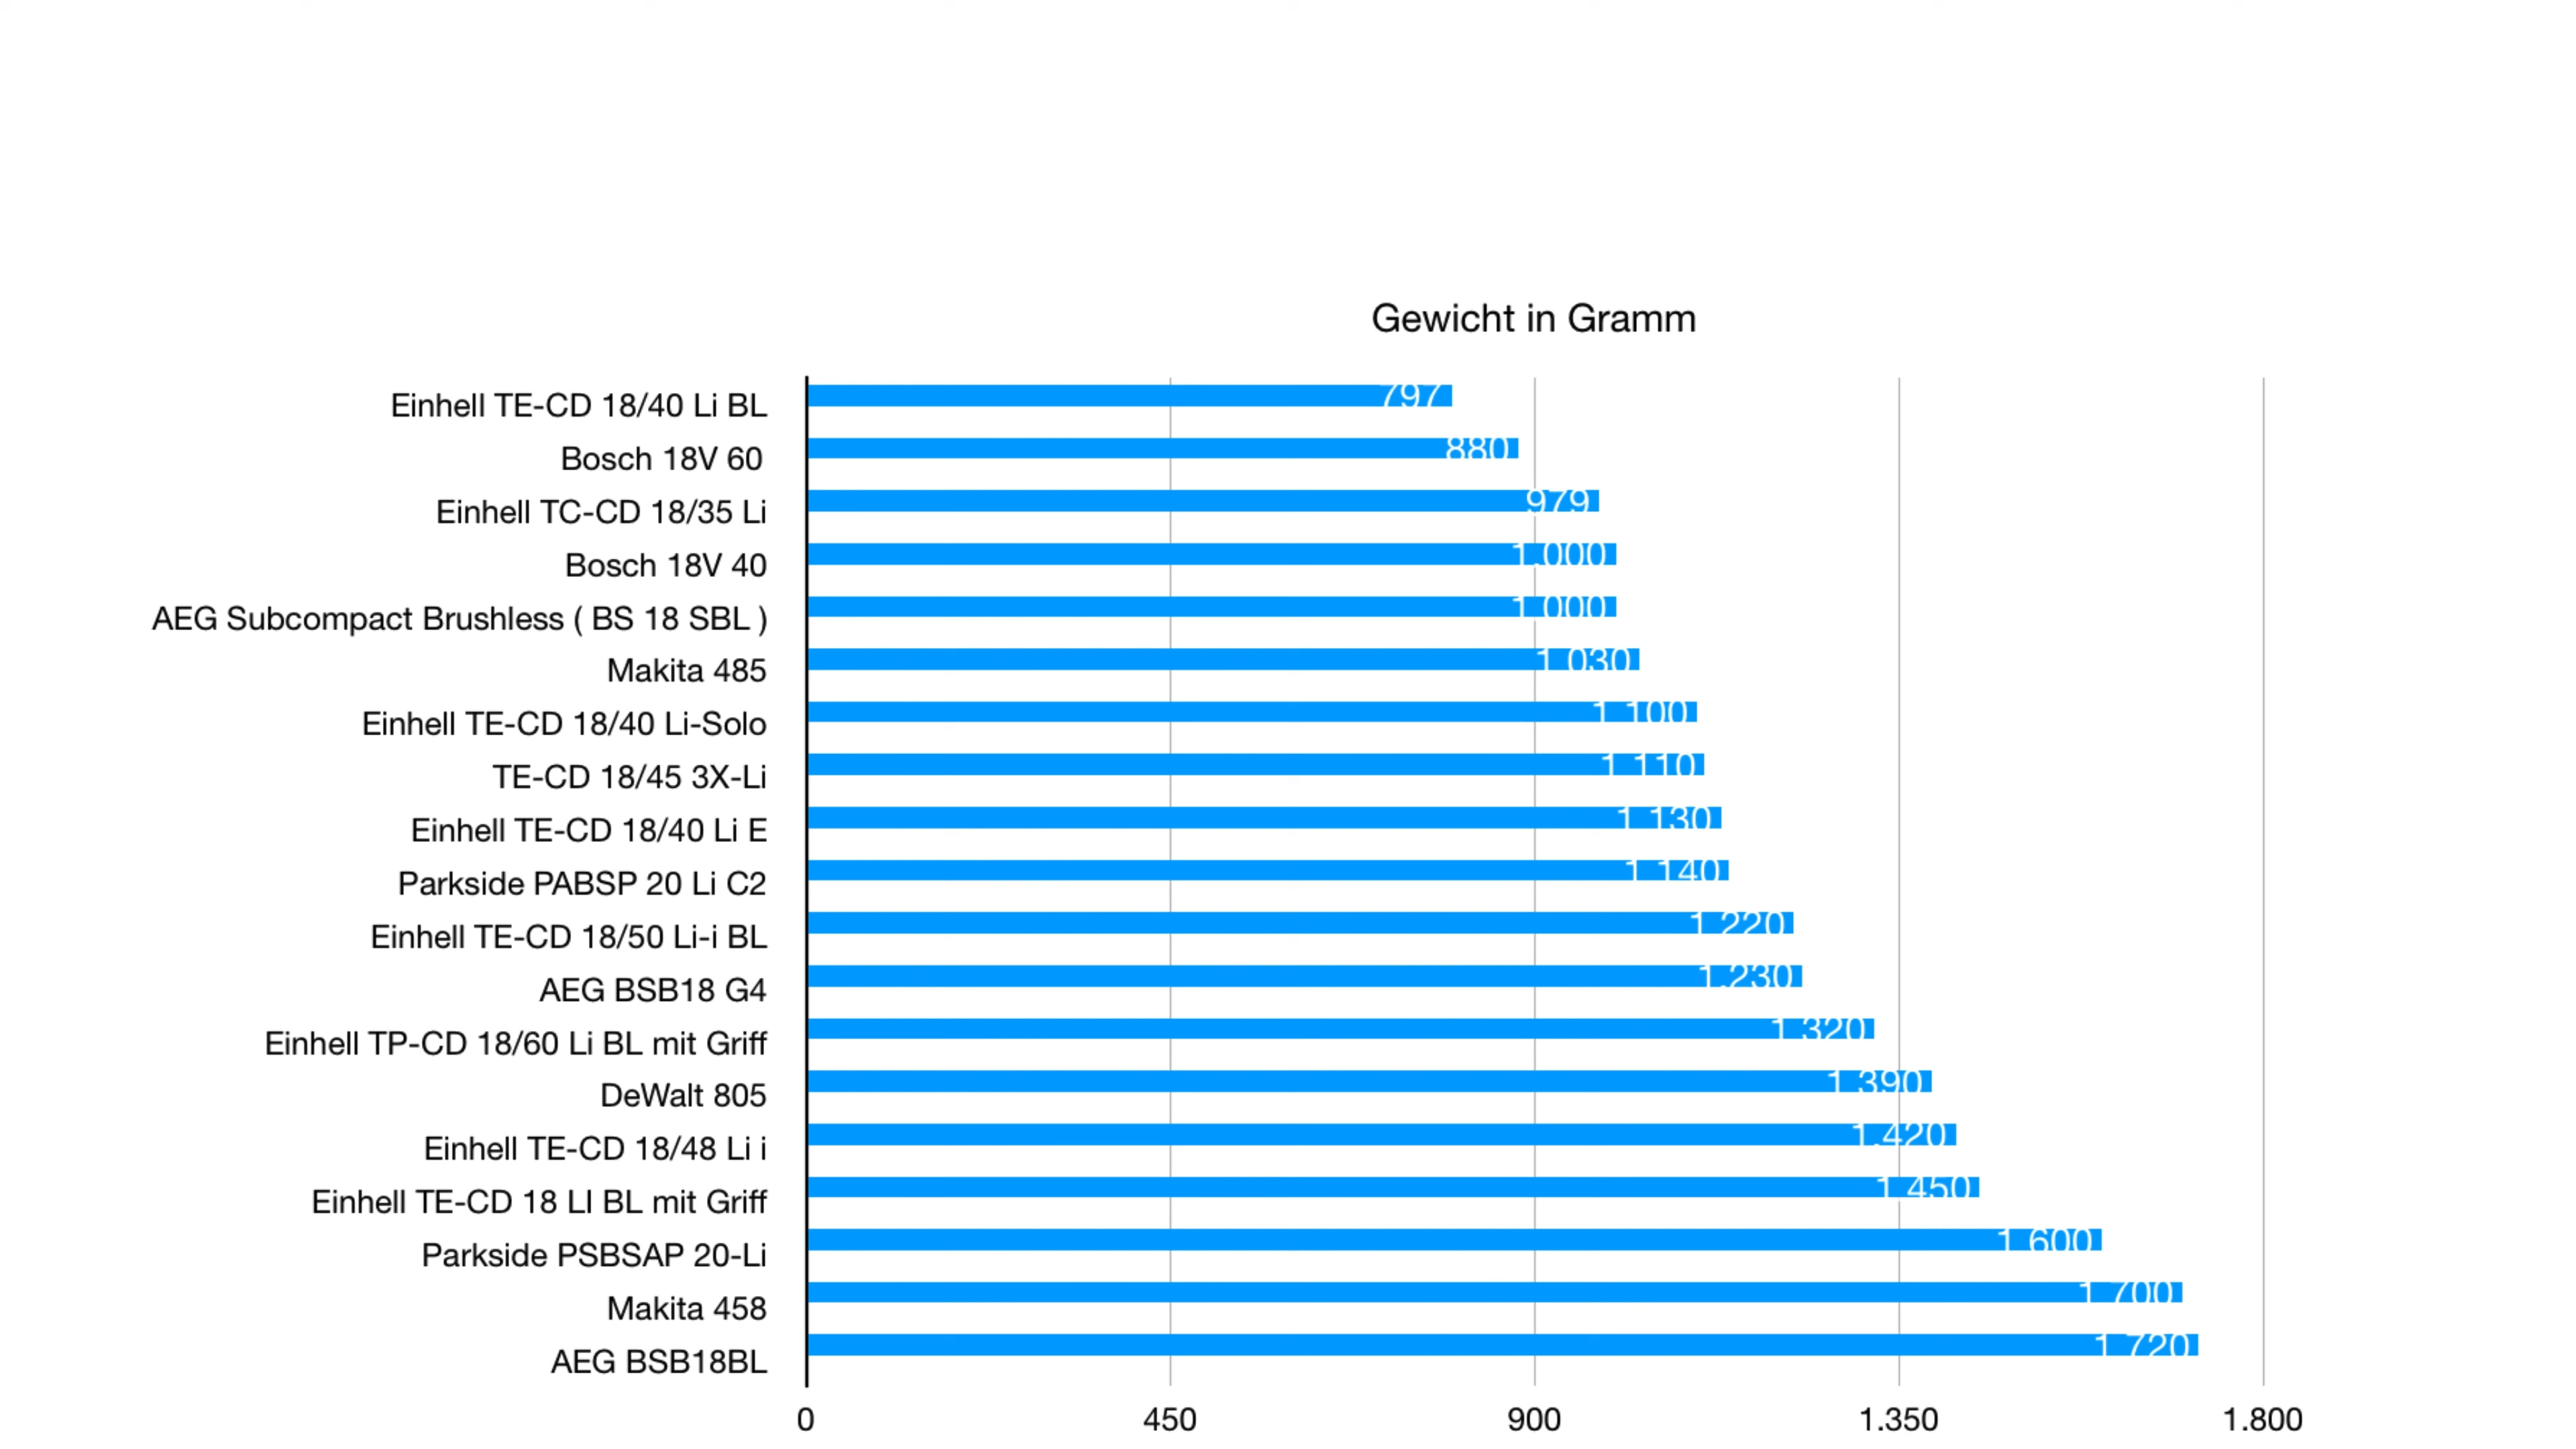 Gewicht in Gramm
Einhell TE-CD 18/40 Li BL 797
Bosch 18V 60 880
Einhell TC-CD 18/35 Li 979
Bosch 18V 40 1.000
AEG Subcompact Brushless ( BS 18 SBL ) 1.000
Makita 485 1.030
Einhell TE-CD 18/40 Li-Solo 1.100
TE-CD 18/45 3X-Li 1.110
Einhell TE-CD 18/40 Li E 1.130
Parkside PABSP 20 Li C2 1.140
Einhell TE-CD 18/50 Li-i BL 1.220
AEG BSB18 G4 1.230
Einhell TP-CD 18/60 Li BL mit Griff 1.320
DeWalt 805 1.390
Einhell TE-CD 18/48 Li i 1.420
Einhell TE-CD 18 LI BL mit Griff 1.450
Parkside PSBSAP 20-Li 1.600
Makita 458 1.700
AEG BSB18BL 1.720
0 450 900 1.350 1.800